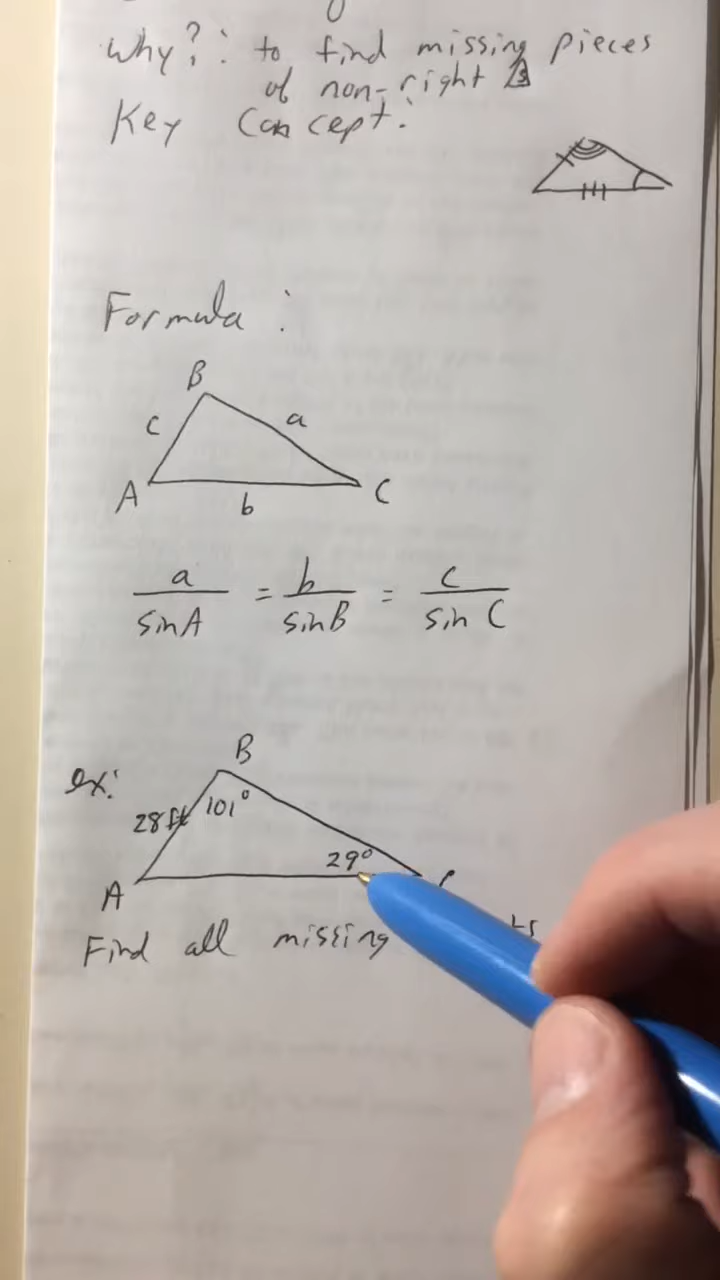 Why?: to find missing pieces
of non-right
Key Concept:
Formula:
B
c a
A b C
a/sinA = b/sinB = c/sin C
B
ex:
28ft 101°
29°
A
Find all missing